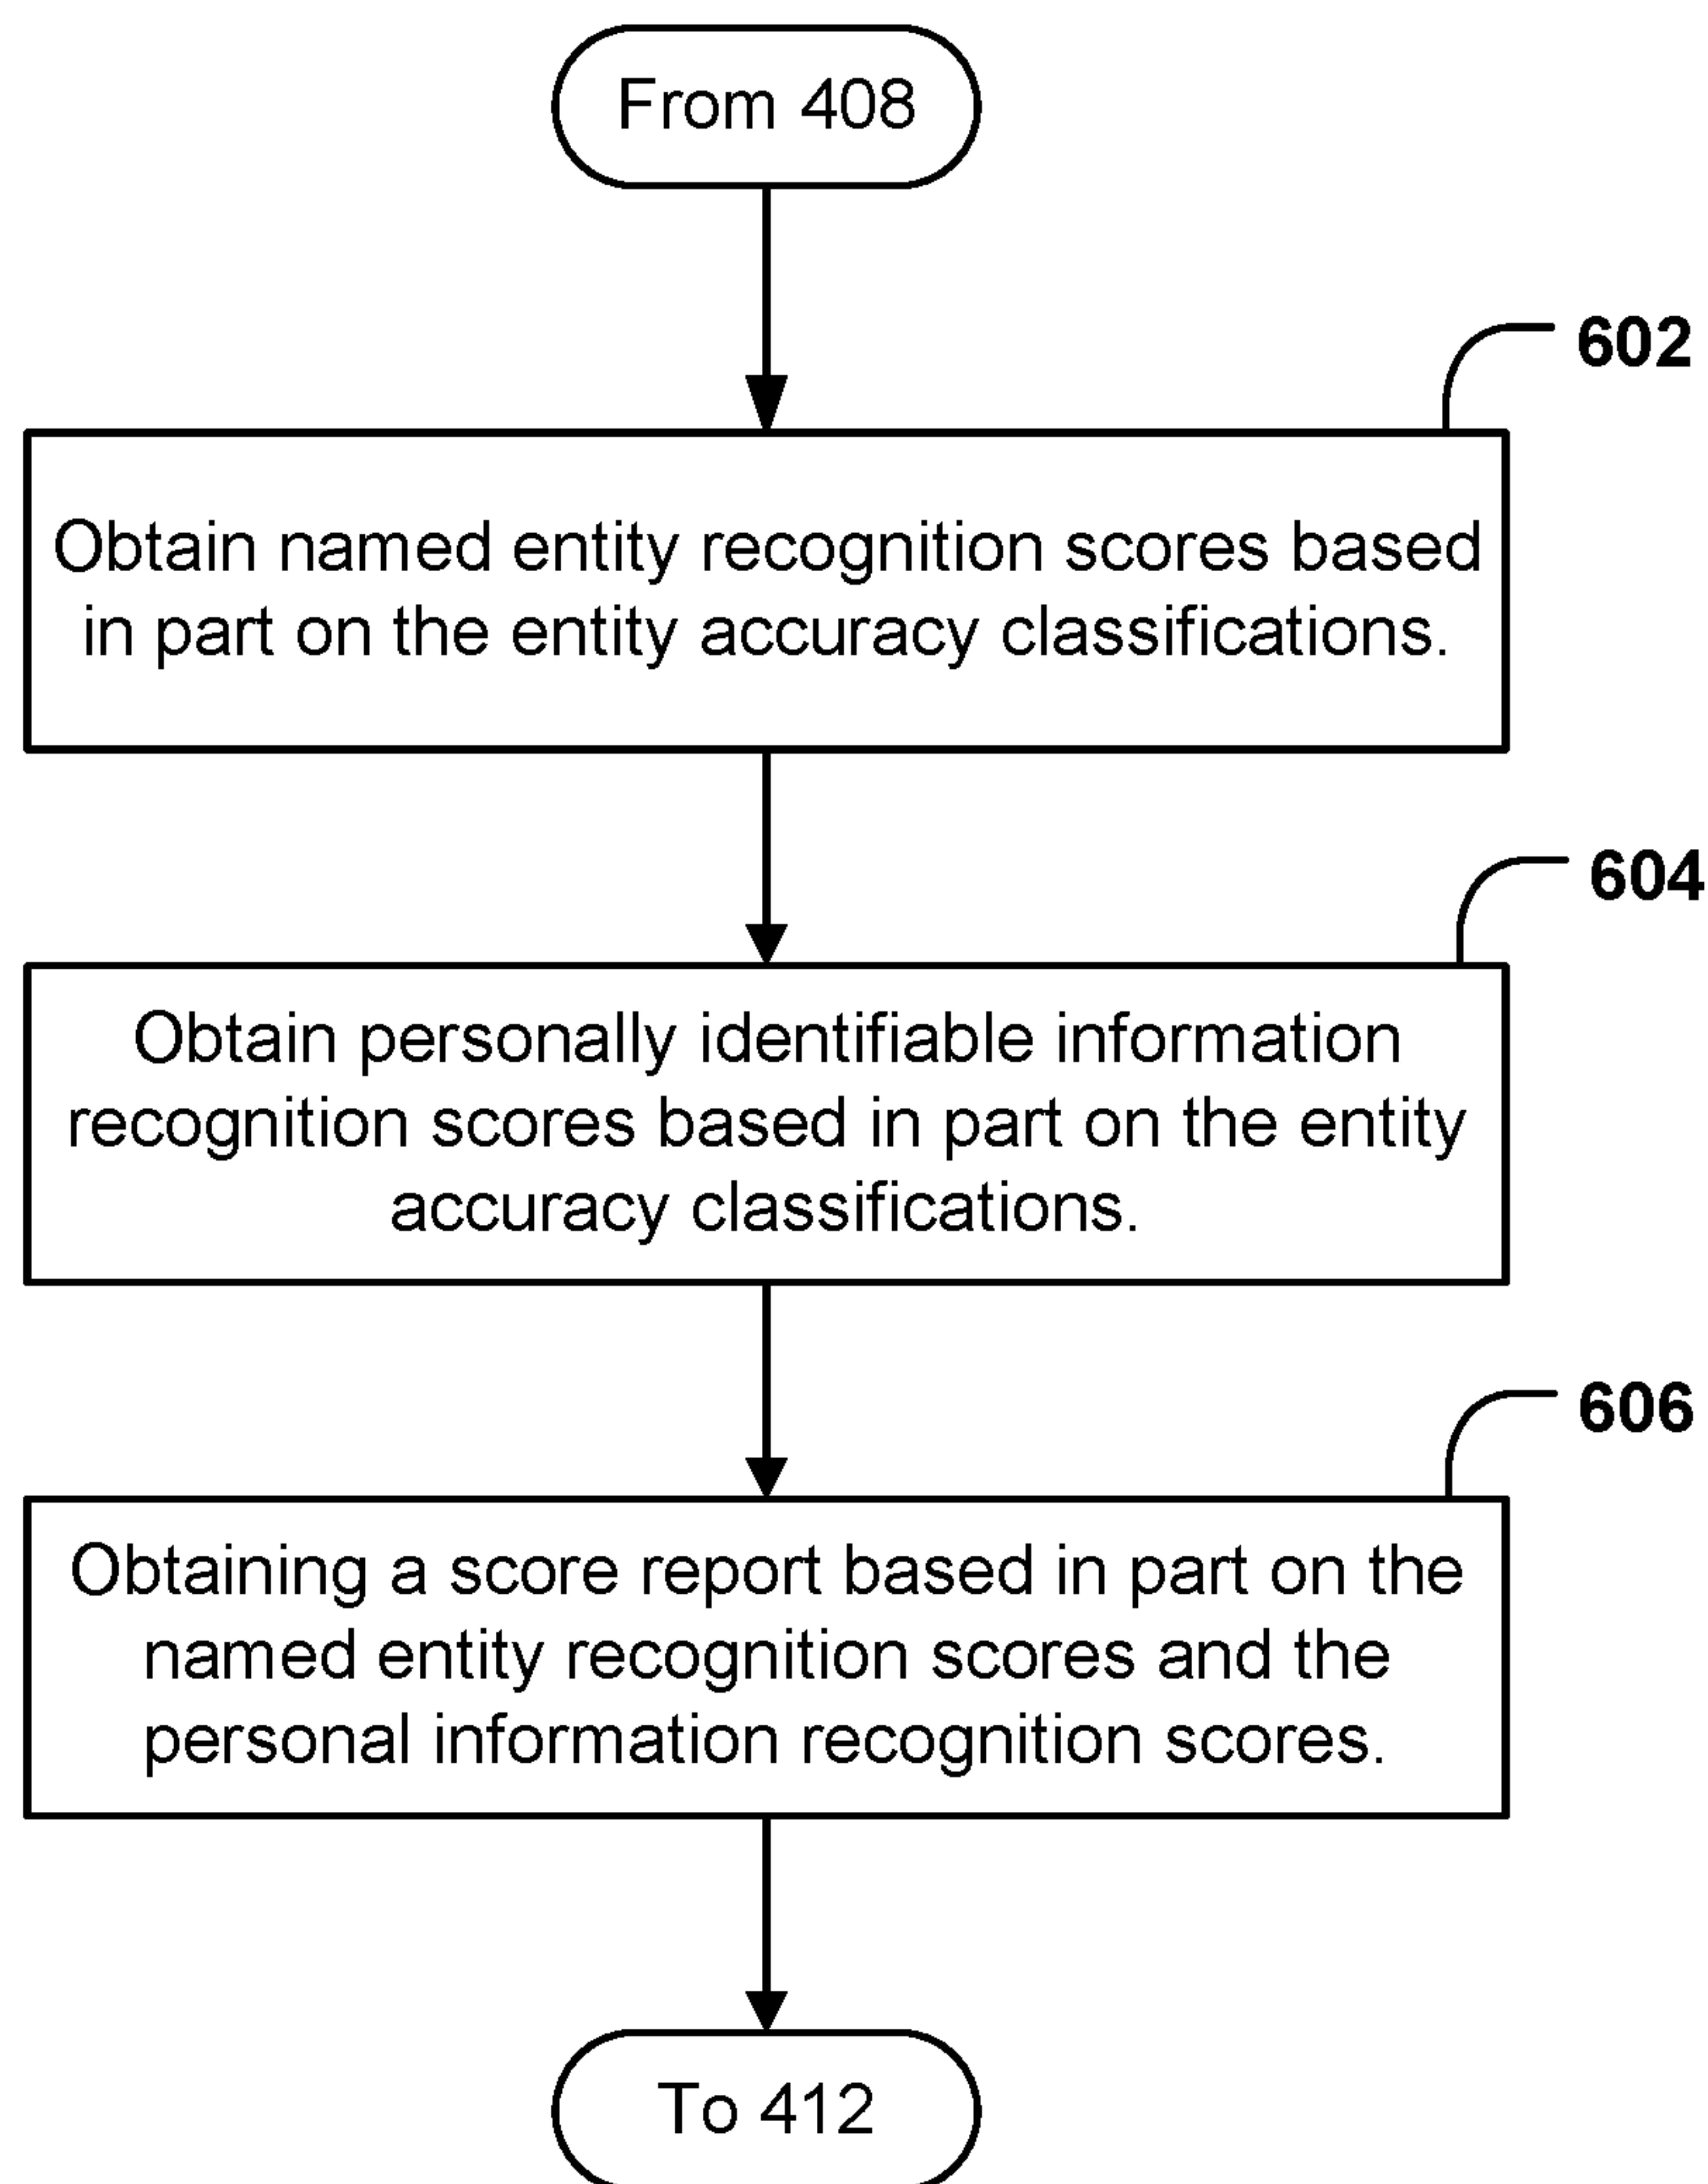 From 408
602
Obtain named entity recognition scores based
in part on the entity accuracy classifications.
604
Obtain personally identifiable information
recognition scores based in part on the entity
accuracy classifications.
606
Obtaining a score report based in part on the
named entity recognition scores and the
personal information recognition scores.
To 412